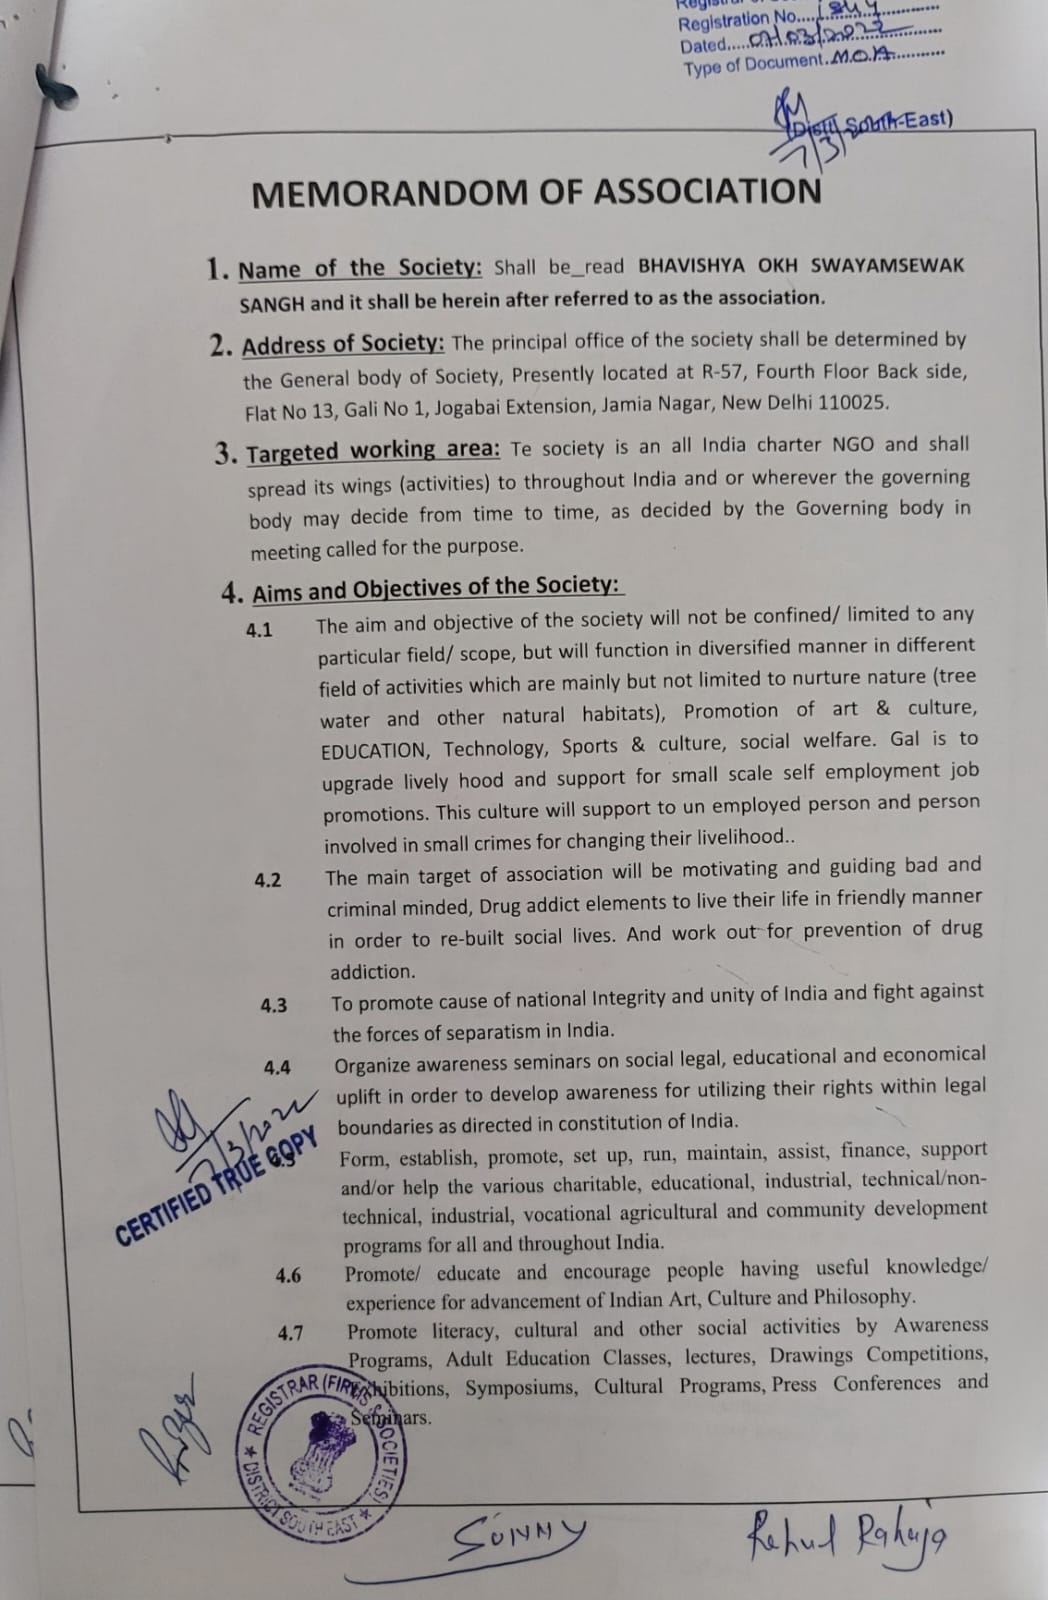 Registration No....1844
Dated.....07/03/2022
Type of Document. M.O.A.
(Distt. South-East)
7/3/
MEMORANDOM OF ASSOCIATION
1. Name of the Society: Shall be_read BHAVISHYA OKH SWAYAMSEWAK
SANGH and it shall be herein after referred to as the association.
2. Address of Society: The principal office of the society shall be determined by
the General body of Society, Presently located at R-57, Fourth Floor Back side,
Flat No 13, Gali No 1, Jogabai Extension, Jamia Nagar, New Delhi 110025.
3. Targeted working area: Te society is an all India charter NGO and shall
spread its wings (activities) to throughout India and or wherever the governing
body may decide from time to time, as decided by the Governing body in
meeting called for the purpose.
4. Aims and Objectives of the Society:
4.1 The aim and objective of the society will not be confined/ limited to any
particular field/ scope, but will function in diversified manner in different
field of activities which are mainly but not limited to nurture nature (tree
water and other natural habitats), Promotion of art & culture,
EDUCATION, Technology, Sports & culture, social welfare. Gal is to
upgrade lively hood and support for small scale self employment job
promotions. This culture will support to un employed person and person
involved in small crimes for changing their livelihood..
4.2 The main target of association will be motivating and guiding bad and
criminal minded, Drug addict elements to live their life in friendly manner
in order to re-built social lives. And work out for prevention of drug
addiction.
4.3 To promote cause of national Integrity and unity of India and fight against
the forces of separatism in India.
4.4 Organize awareness seminars on social legal, educational and economical
uplift in order to develop awareness for utilizing their rights within legal
boundaries as directed in constitution of India.
7/3/2022
CERTIFIED TRUE COPY
4.5 Form, establish, promote, set up, run, maintain, assist, finance, support
and/or help the various charitable, educational, industrial, technical/non-
technical, industrial, vocational agricultural and community development
programs for all and throughout India.
4.6 Promote/ educate and encourage people having useful knowledge/
experience for advancement of Indian Art, Culture and Philosophy.
4.7 Promote literacy, cultural and other social activities by Awareness
Programs, Adult Education Classes, lectures, Drawings Competitions,
Exhibitions, Symposiums, Cultural Programs, Press Conferences and
Seminars.
REGISTRAR (FIRMS & SOCIETIES)
★ DISTRICT SOUTH EAST ★
SUNNY
Rahul Raheja